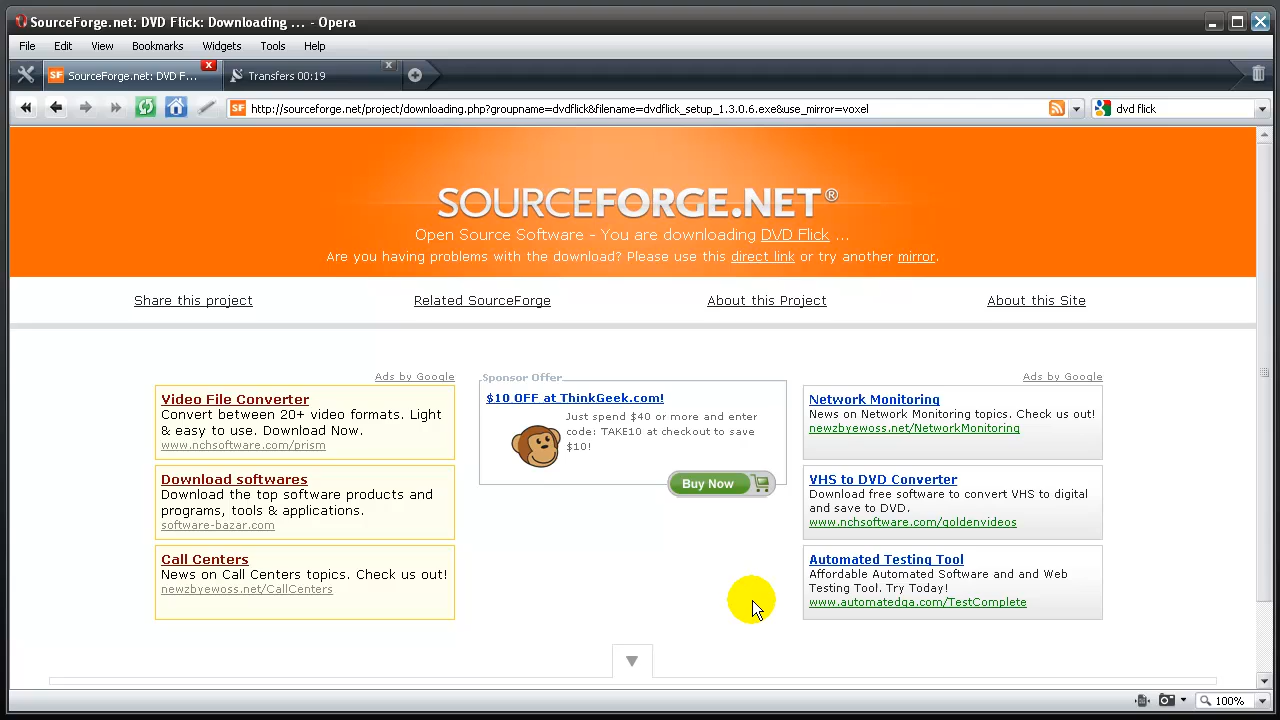 SourceForge.net: DVD Flick: Downloading ... - Opera
File Edit View Bookmarks Widgets Tools Help
SF SourceForge.net: DVD F... Transfers 00:19
SF http://sourceforge.net/project/downloading.php?groupname=dvdflick&filename=dvdflick_setup_1.3.0.6.exe&use_mirror=voxel dvd flick
SOURCEFORGE.NET®
Open Source Software - You are downloading DVD Flick ...
Are you having problems with the download? Please use this direct link or try another mirror.
Share this project Related SourceForge About this Project About this Site
Ads by Google
Video File Converter
Convert between 20+ video formats. Light
& easy to use. Download Now.
www.nchsoftware.com/prism
Download softwares
Download the top software products and
programs, tools & applications.
software-bazar.com
Call Centers
News on Call Centers topics. Check us out!
newzbyewoss.net/CallCenters
Sponsor Offer
$10 OFF at ThinkGeek.com!
Just spend $40 or more and enter
code: TAKE10 at checkout to save
$10!
Buy Now
Ads by Google
Network Monitoring
News on Network Monitoring topics. Check us out!
newzbyewoss.net/NetworkMonitoring
VHS to DVD Converter
Download free software to convert VHS to digital
and save to DVD.
www.nchsoftware.com/goldenvideos
Automated Testing Tool
Affordable Automated Software and and Web
Testing Tool. Try Today!
www.automatedqa.com/TestComplete
100%